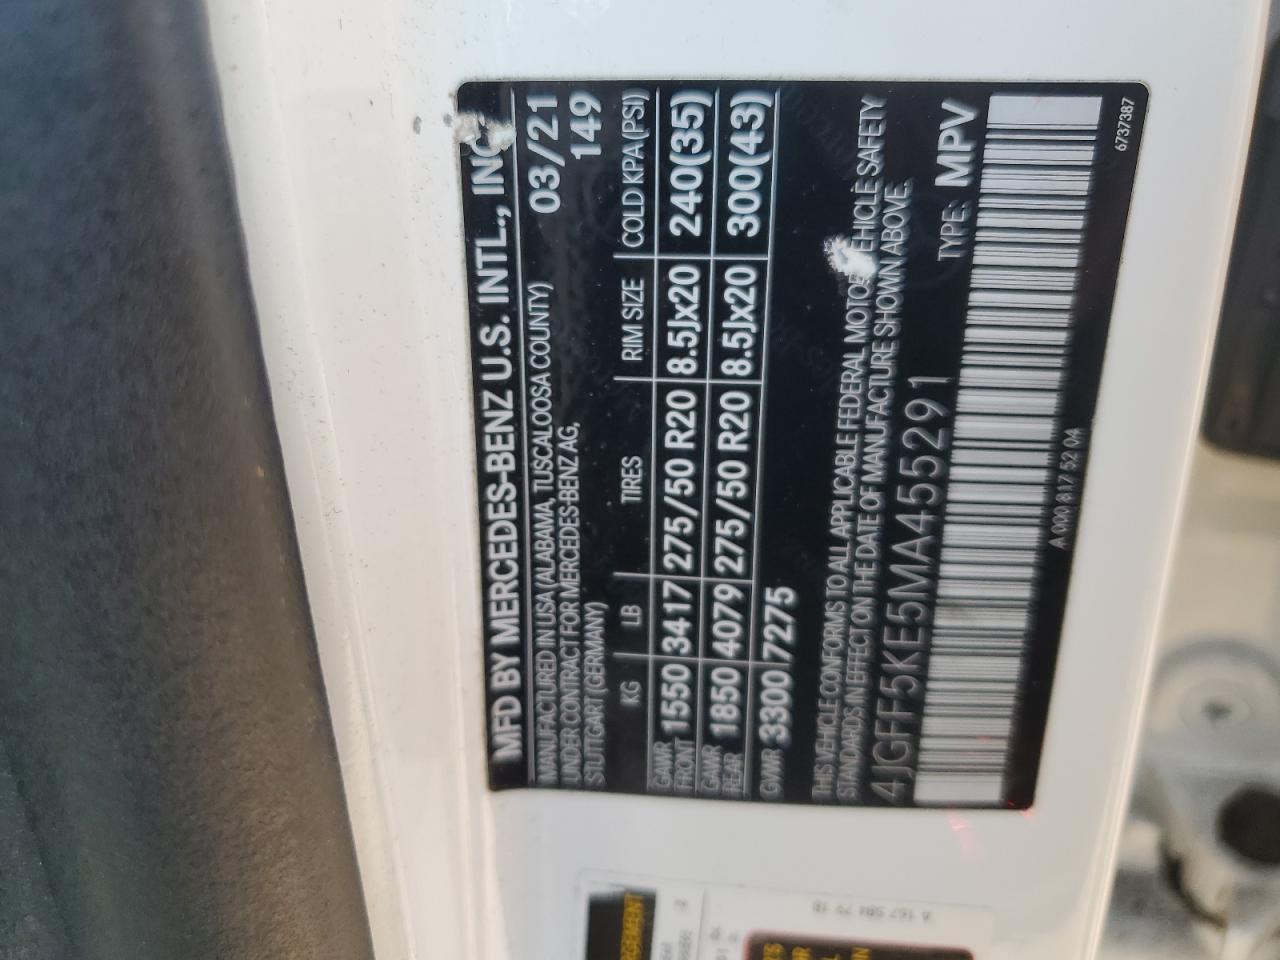 MFD BY MERCEDES-BENZ U.S. INTL., INC.
MANUFACTURED IN USA (ALABAMA, TUSCALOOSA COUNTY) 03/21
UNDER CONTRACT FOR MERCEDES-BENZ AG, 149
STUTTGART (GERMANY)
KG LB TIRES RIM SIZE COLD KPA(PSI)
GAWR FRONT 1550 3417 275/50 R20 8.5Jx20 240(35)
GAWR REAR 1850 4079 275/50 R20 8.5Jx20 300(43)
GVWR 3300 7275
THIS VEHICLE CONFORMS TO ALL APPLICABLE FEDERAL MOTOR VEHICLE SAFETY
STANDARDS IN EFFECT ON THE DATE OF MANUFACTURE SHOWN ABOVE.
4JGFF5KE5MA455291 TYPE: MPV
A 000 817 52 04 6737387